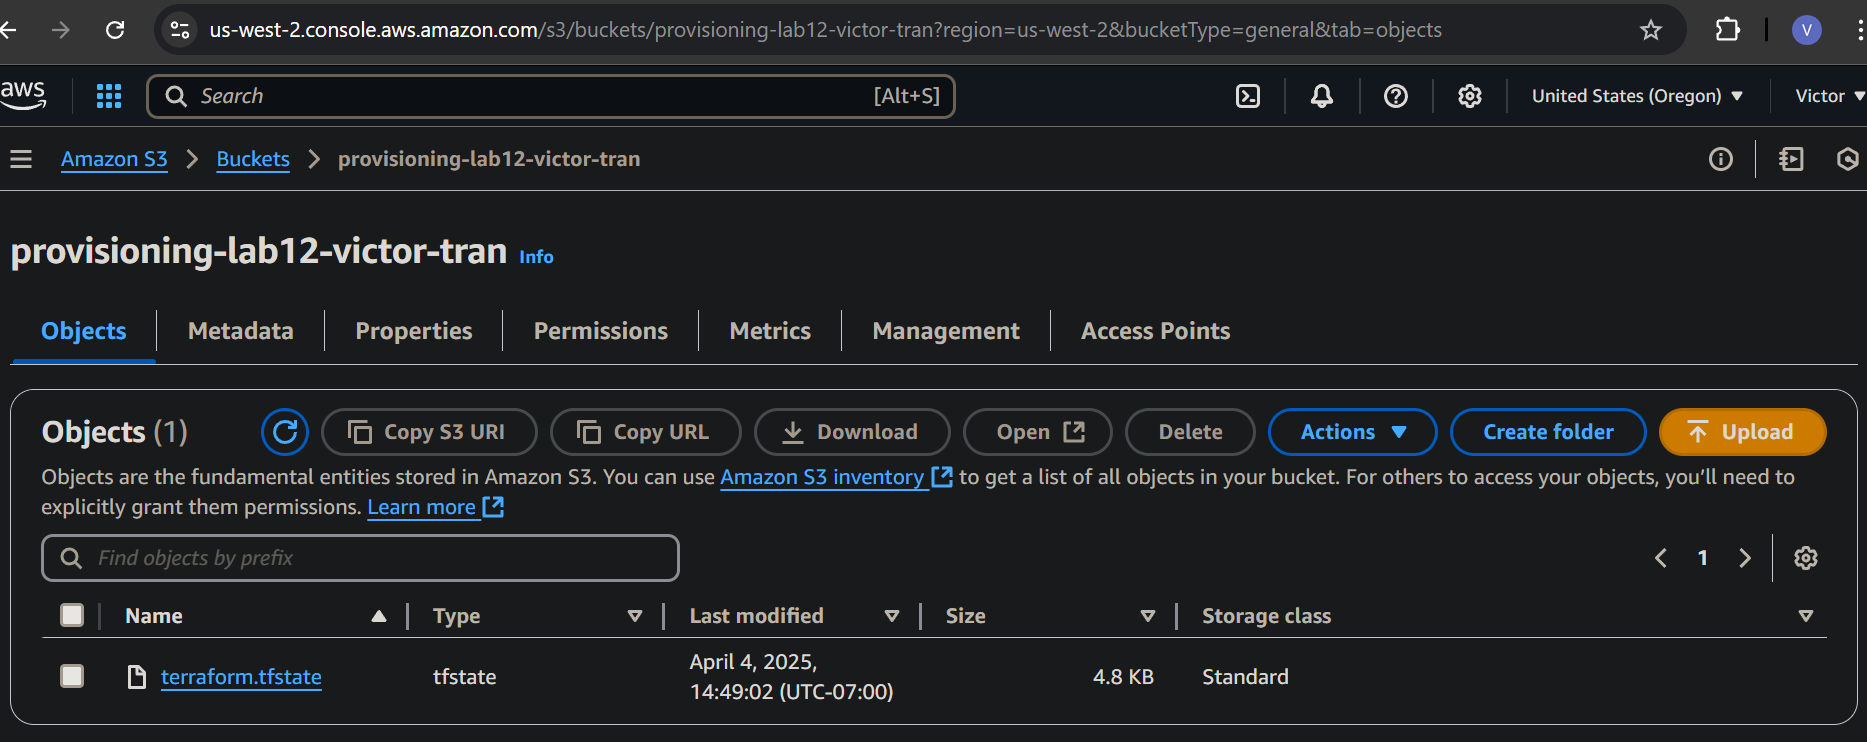 us-west-2.console.aws.amazon.com/s3/buckets/provisioning-lab12-victor-tran?region=us-west-2&bucketType=general&tab=objects
V
aws
Search
[Alt+S]
United States (Oregon)
Victor
Amazon S3
Buckets
provisioning-lab12-victor-tran
provisioning-lab12-victor-tran Info
Objects
Metadata
Properties
Permissions
Metrics
Management
Access Points
Objects (1)
Copy S3 URI
Copy URL
Download
Open
Delete
Actions
Create folder
Upload
Objects are the fundamental entities stored in Amazon S3. You can use Amazon S3 inventory to get a list of all objects in your bucket. For others to access your objects, you’ll need to
explicitly grant them permissions. Learn more
Find objects by prefix
1
Name
Type
Last modified
Size
Storage class
terraform.tfstate
tfstate
April 4, 2025,
14:49:02 (UTC-07:00)
4.8 KB
Standard